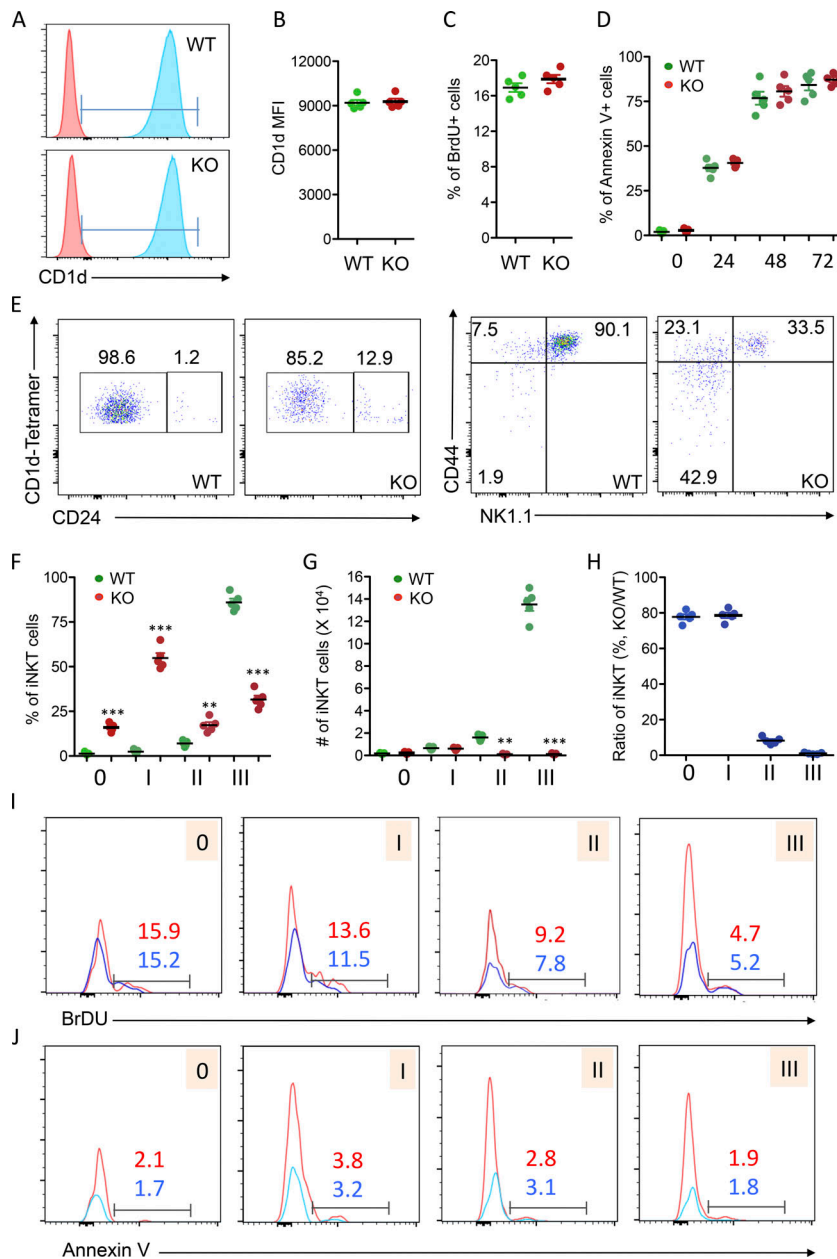 A
WT
KO
CD1d
B
CD1d MFI
12000
9000
6000
3000
0
WT KO
C
% of BrdU+ cells
20
16
12
8
4
0
WT KO
D
WT
KO
% of Annexin V+ cells
100
75
50
25
0
0 24 48 72
E
CD1d-Tetramer
98.6 1.2
WT
85.2 12.9
KO
CD24
CD44
7.5 90.1
1.9 WT
23.1 33.5
42.9 KO
NK1.1
F
WT
KO
% of iNKT cells
100
75
50
25
0
***
***
**
***
0 I II III
G
WT
KO
# of iNKT cells (X 10⁴)
16
14
12
10
8
6
4
2
0
** ***
0 I II III
H
Ratio of iNKT (%, KO/WT)
100
80
60
40
20
0
0 I II III
I
0
15.9
15.2
I
13.6
11.5
II
9.2
7.8
III
4.7
5.2
BrDU
J
0
2.1
1.7
I
3.8
3.2
II
2.8
3.1
III
1.9
1.8
Annexin V